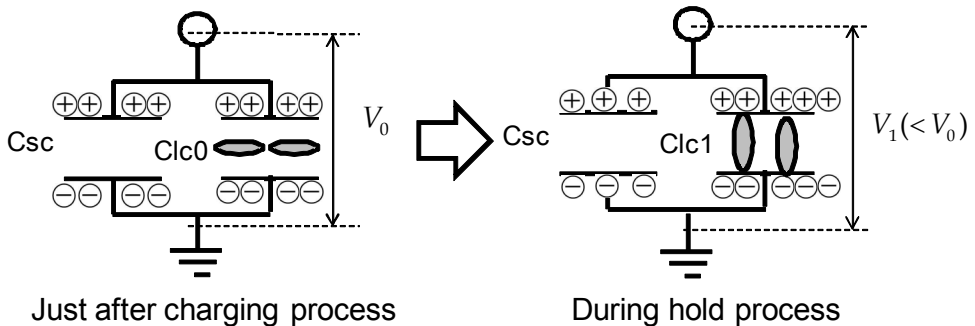 V₀
Csc
Clc0
Just after charging process
V₁(< V₀)
Csc
Clc1
During hold process